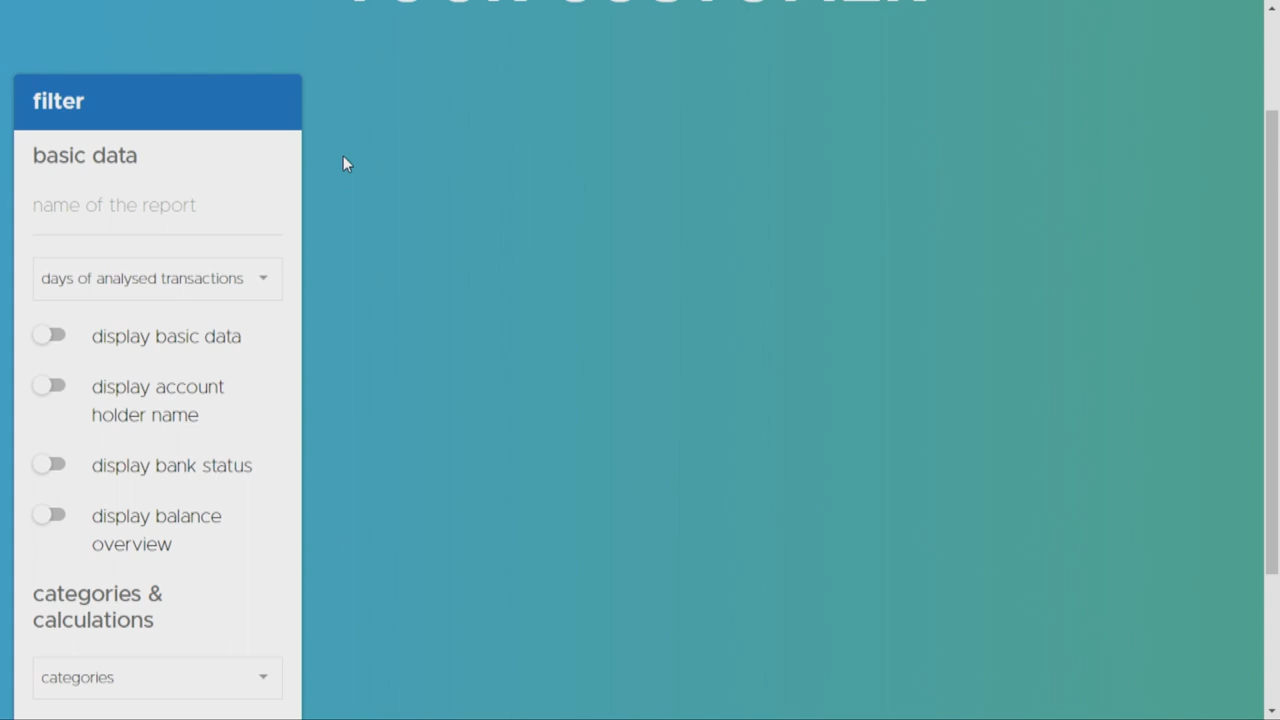 filter
basic data
name of the report
days of analysed transactions
display basic data
display account
holder name
display bank status
display balance
overview
categories &
calculations
categories